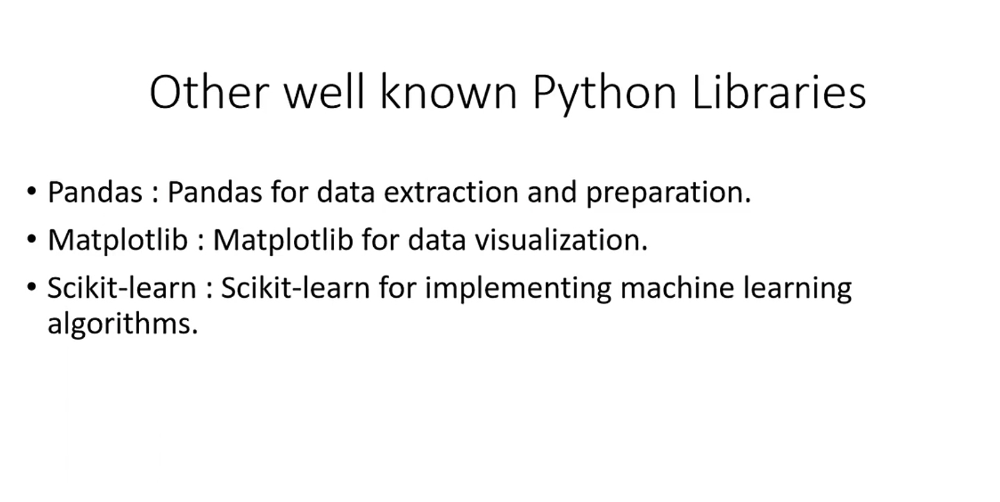 Other well known Python Libraries
• Pandas : Pandas for data extraction and preparation.
• Matplotlib : Matplotlib for data visualization.
• Scikit-learn : Scikit-learn for implementing machine learning
algorithms.